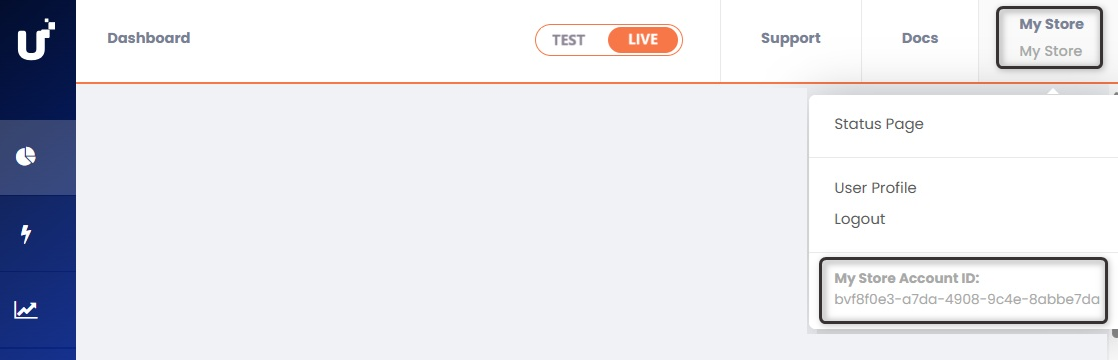 Dashboard
TEST LIVE
Support
Docs
My Store
My Store
Status Page
User Profile
Logout
My Store Account ID:
bvf8f0e3-a7da-4908-9c4e-8abbe7da